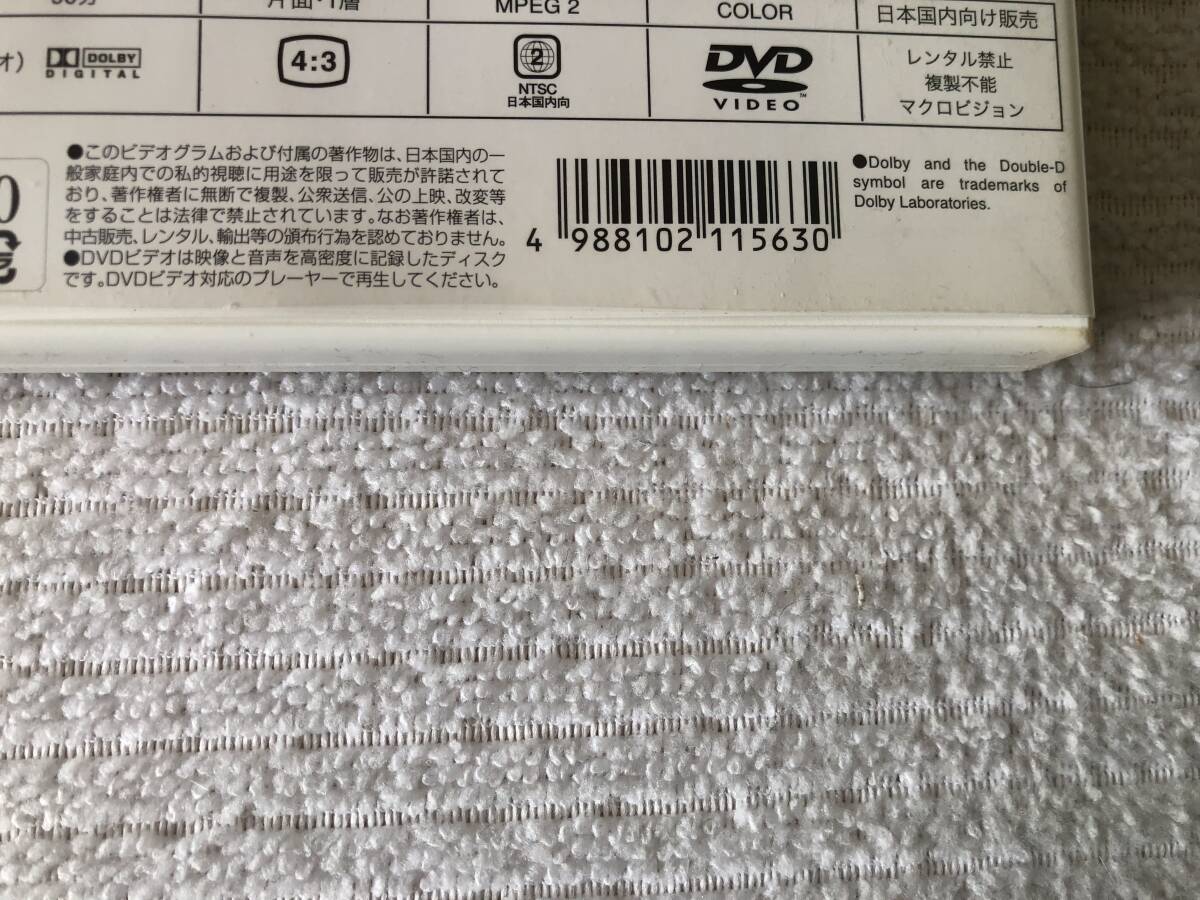 片面・1層
MPEG 2
COLOR
日本国内向け販売
オ)
DOLBY
DIGITAL
4:3
2
NTSC
日本国内向
DVD
VIDEO
TM
レンタル禁止
複製不能
マクロビジョン
●このビデオグラムおよび付属の著作物は、日本国内の一
般家庭内での私的視聴に用途を限って販売が許諾されて
おり、著作権者に無断で複製、公衆送信、公の上映、改変等
をすることは法律で禁止されています。なお著作権者は、
中古販売、レンタル、輸出等の頒布行為を認めておりません。
●DVDビデオは映像と音声を高密度に記録したディスク
です。DVDビデオ対応のプレーヤーで再生してください。
4 988102 115630
●Dolby and the Double-D
symbol are trademarks of
Dolby Laboratories.
0